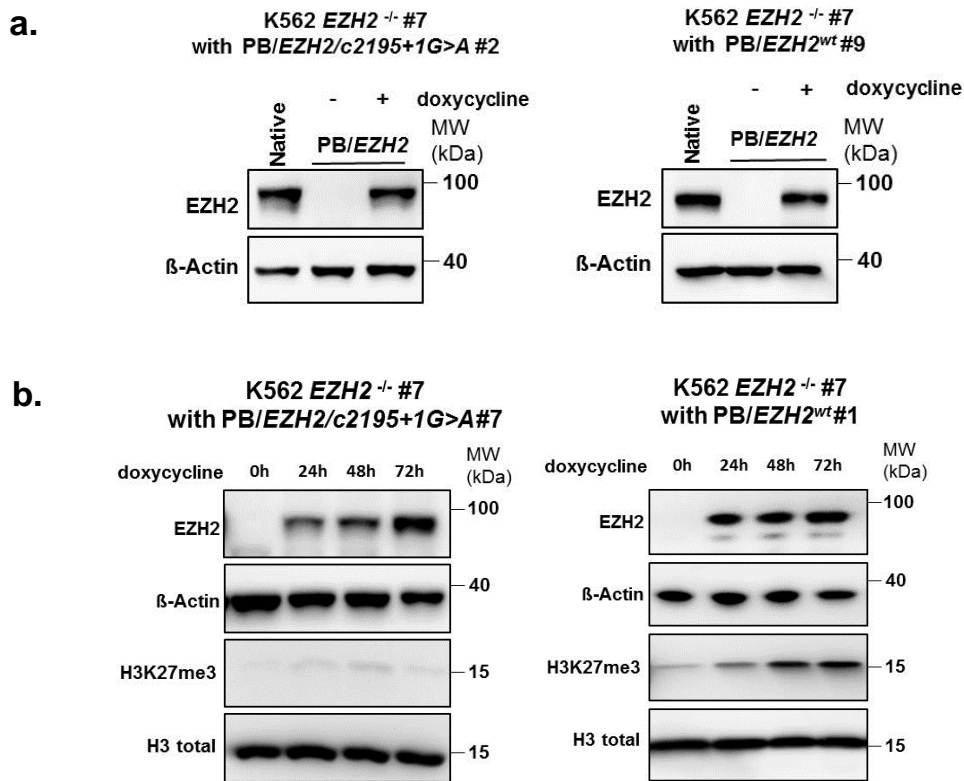 a.
K562 EZH2 -/- #7
with PB/EZH2/c2195+1G>A #2
- + doxycycline
Native
PB/EZH2
MW
(kDa)
EZH2
100
ß-Actin
40
K562 EZH2 -/- #7
with PB/EZH2wt #9
- + doxycycline
Native
PB/EZH2
MW
(kDa)
EZH2
100
ß-Actin
40
b.
K562 EZH2 -/- #7
with PB/EZH2/c2195+1G>A#7
doxycycline 0h 24h 48h 72h
MW
(kDa)
EZH2
100
ß-Actin
40
H3K27me3
15
H3 total
15
K562 EZH2 -/- #7
with PB/EZH2wt #1
doxycycline 0h 24h 48h 72h
MW
(kDa)
EZH2
100
ß-Actin
40
H3K27me3
15
H3 total
15